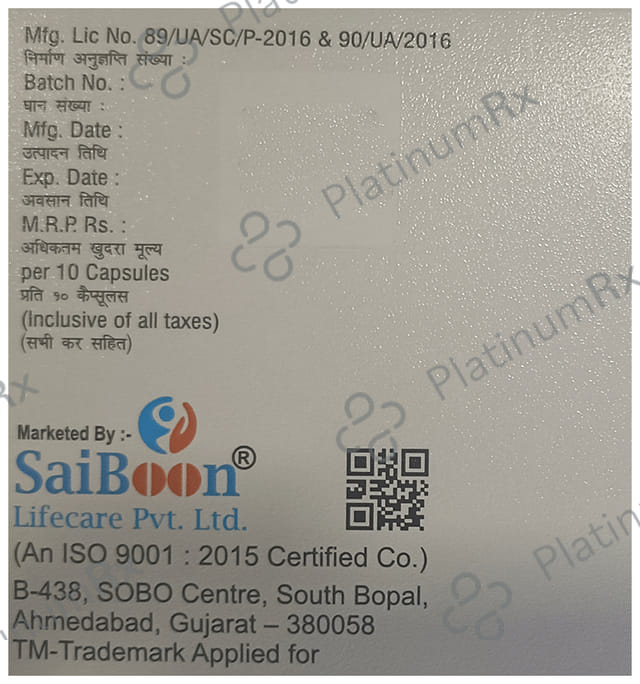 Mfg. Lic No. 89/UA/SC/P-2016 & 90/UA/2016
निर्माण अनुज्ञप्ति संख्या :
Batch No. :
घान संख्या :
Mfg. Date :
उत्पादन तिथि
Exp. Date :
अवसान तिथि
M.R.P. Rs. :
अधिकतम खुदरा मूल्य
per 10 Capsules
प्रति १० कैप्सूलस
(Inclusive of all taxes)
(सभी कर सहित)
Marketed By :-
SaiBoon®
Lifecare Pvt. Ltd.
(An ISO 9001 : 2015 Certified Co.)
B-438, SOBO Centre, South Bopal,
Ahmedabad, Gujarat – 380058
TM-Trademark Applied for
PlatinumRx
PlatinumRx